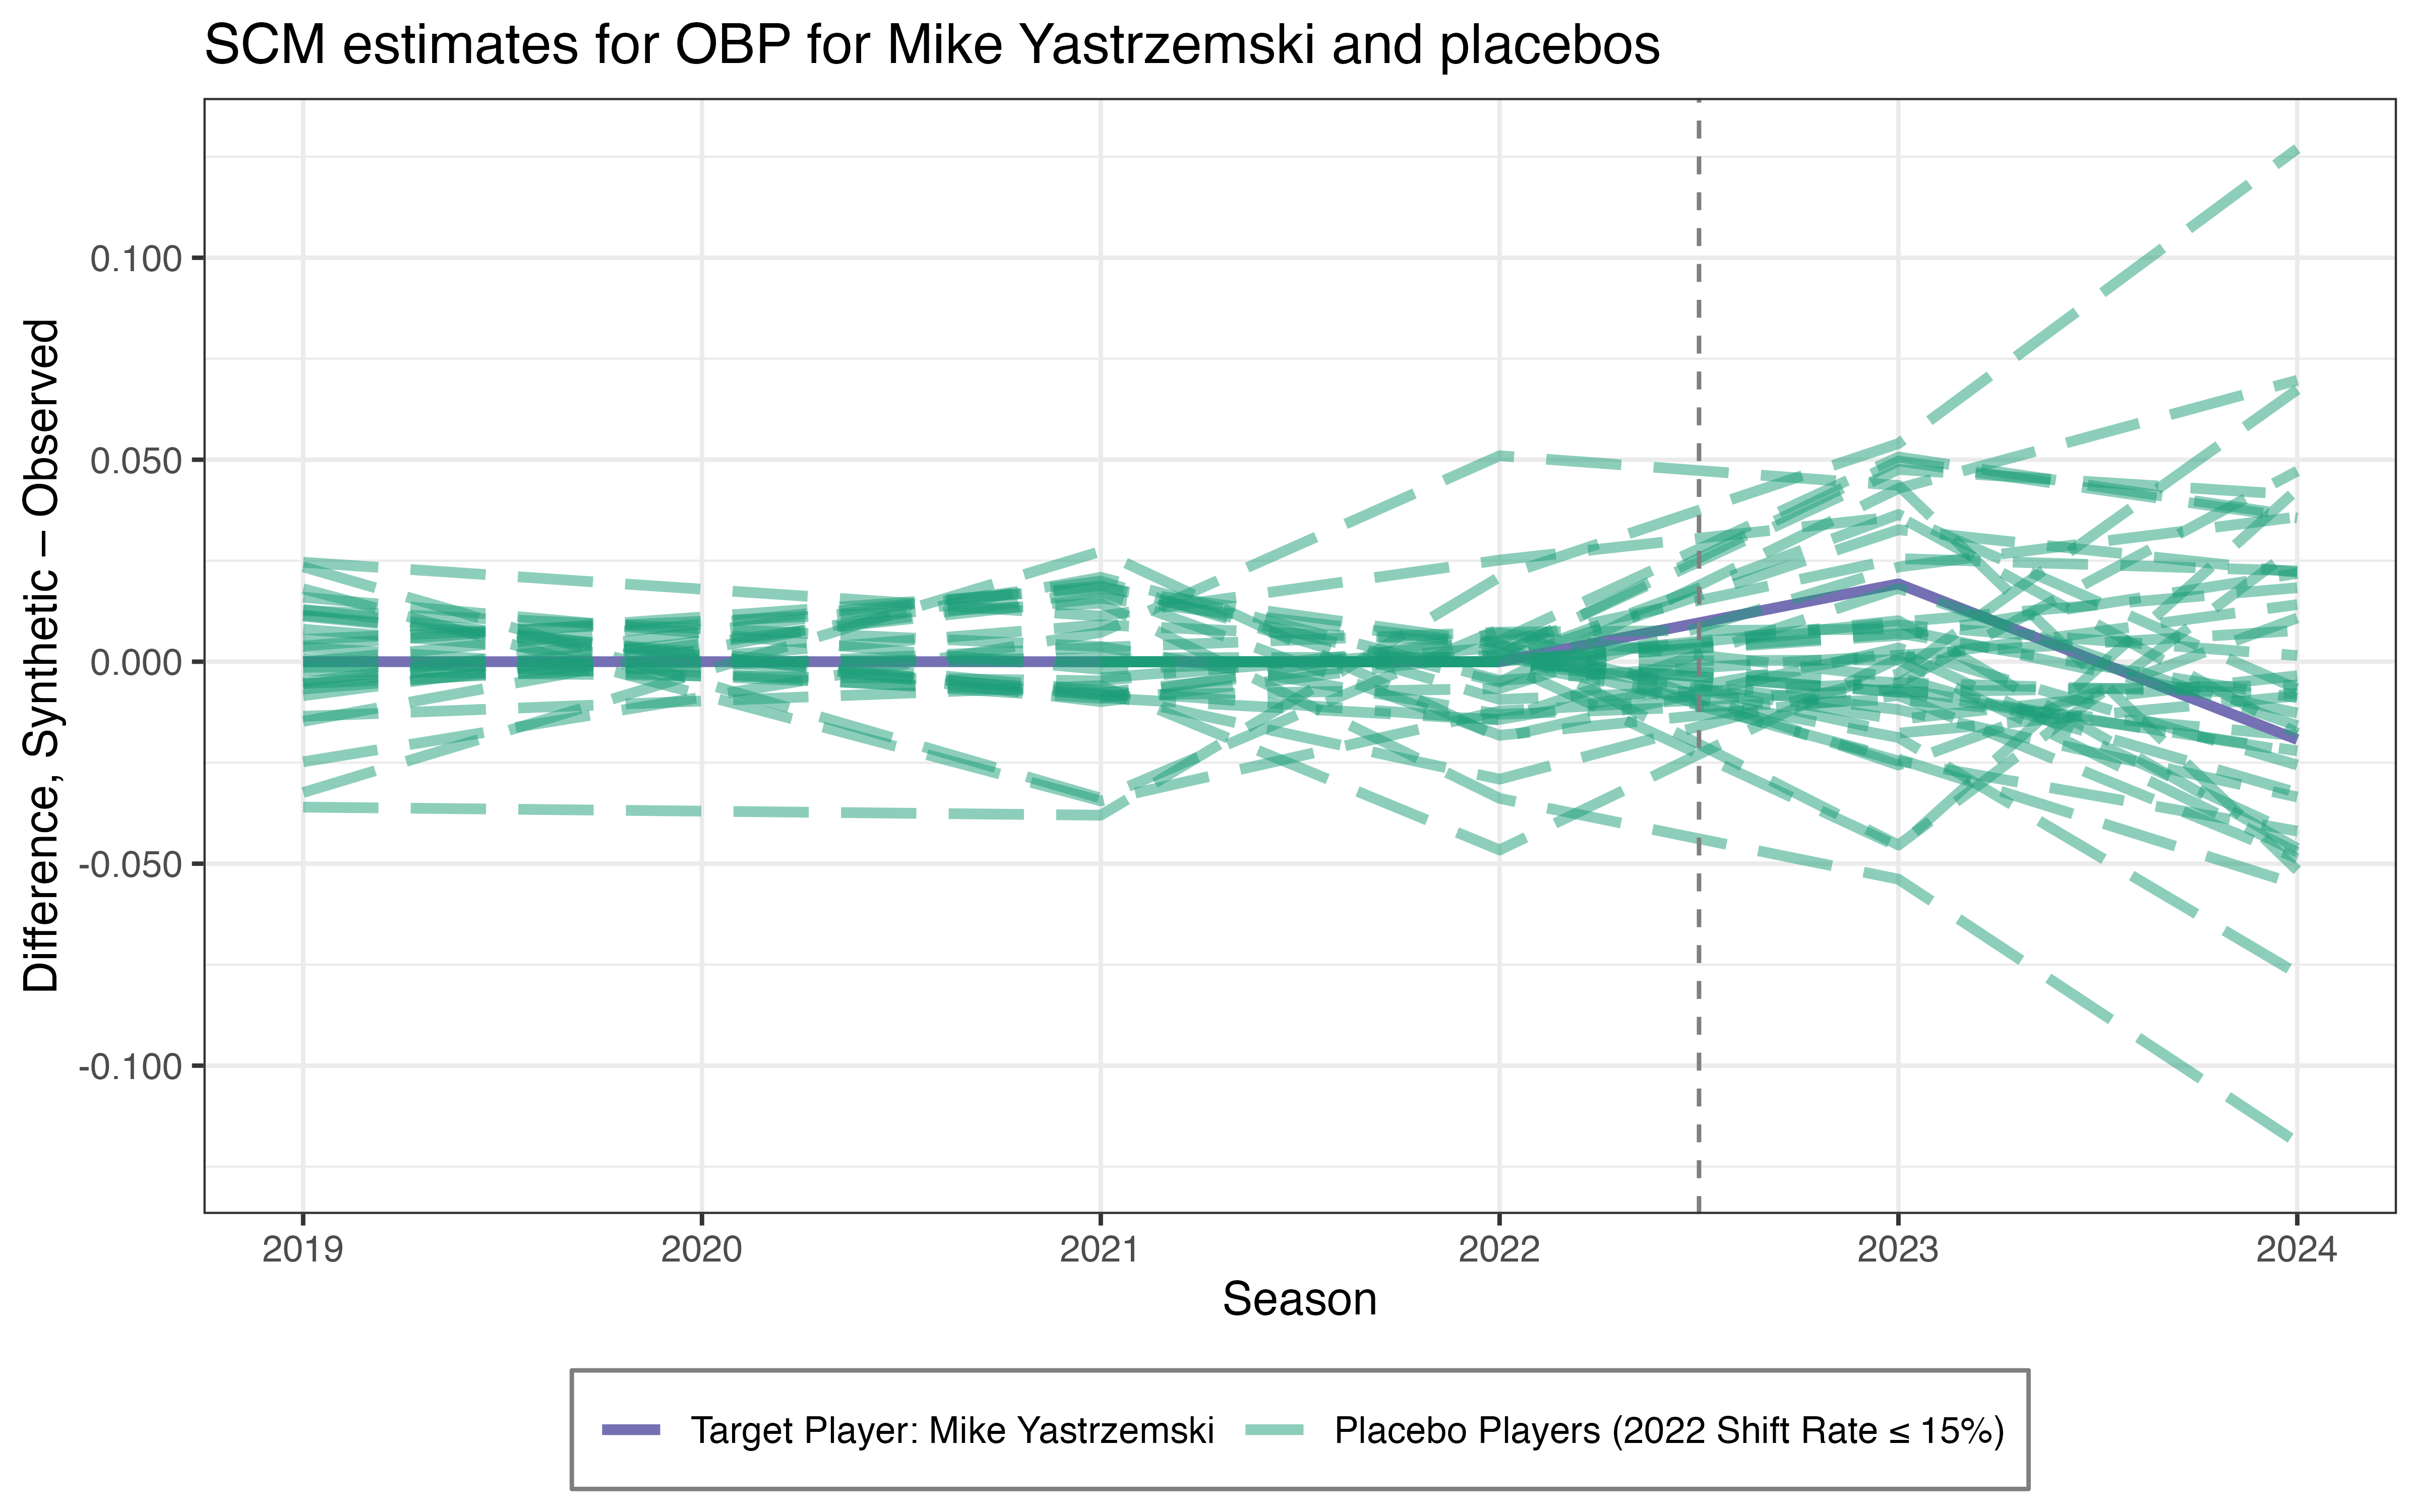 SCM estimates for OBP for Mike Yastrzemski and placebos
Difference, Synthetic – Observed
0.100
0.050
0.000
-0.050
-0.100
2019 2020 2021 2022 2023 2024
Season
Target Player: Mike Yastrzemski Placebo Players (2022 Shift Rate ≤ 15%)